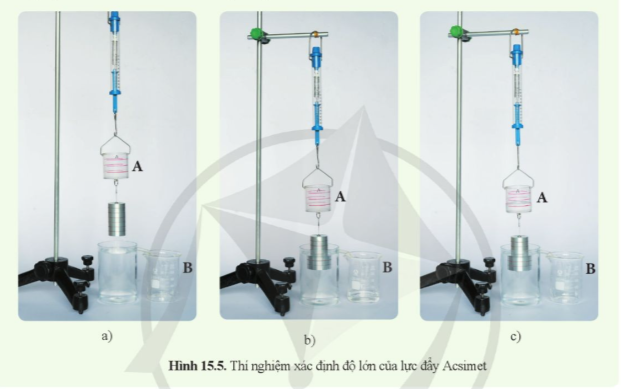 A
B
a)
A
B
b)
A
B
c)
Hình 15.5. Thí nghiệm xác định độ lớn của lực đẩy Acsimet